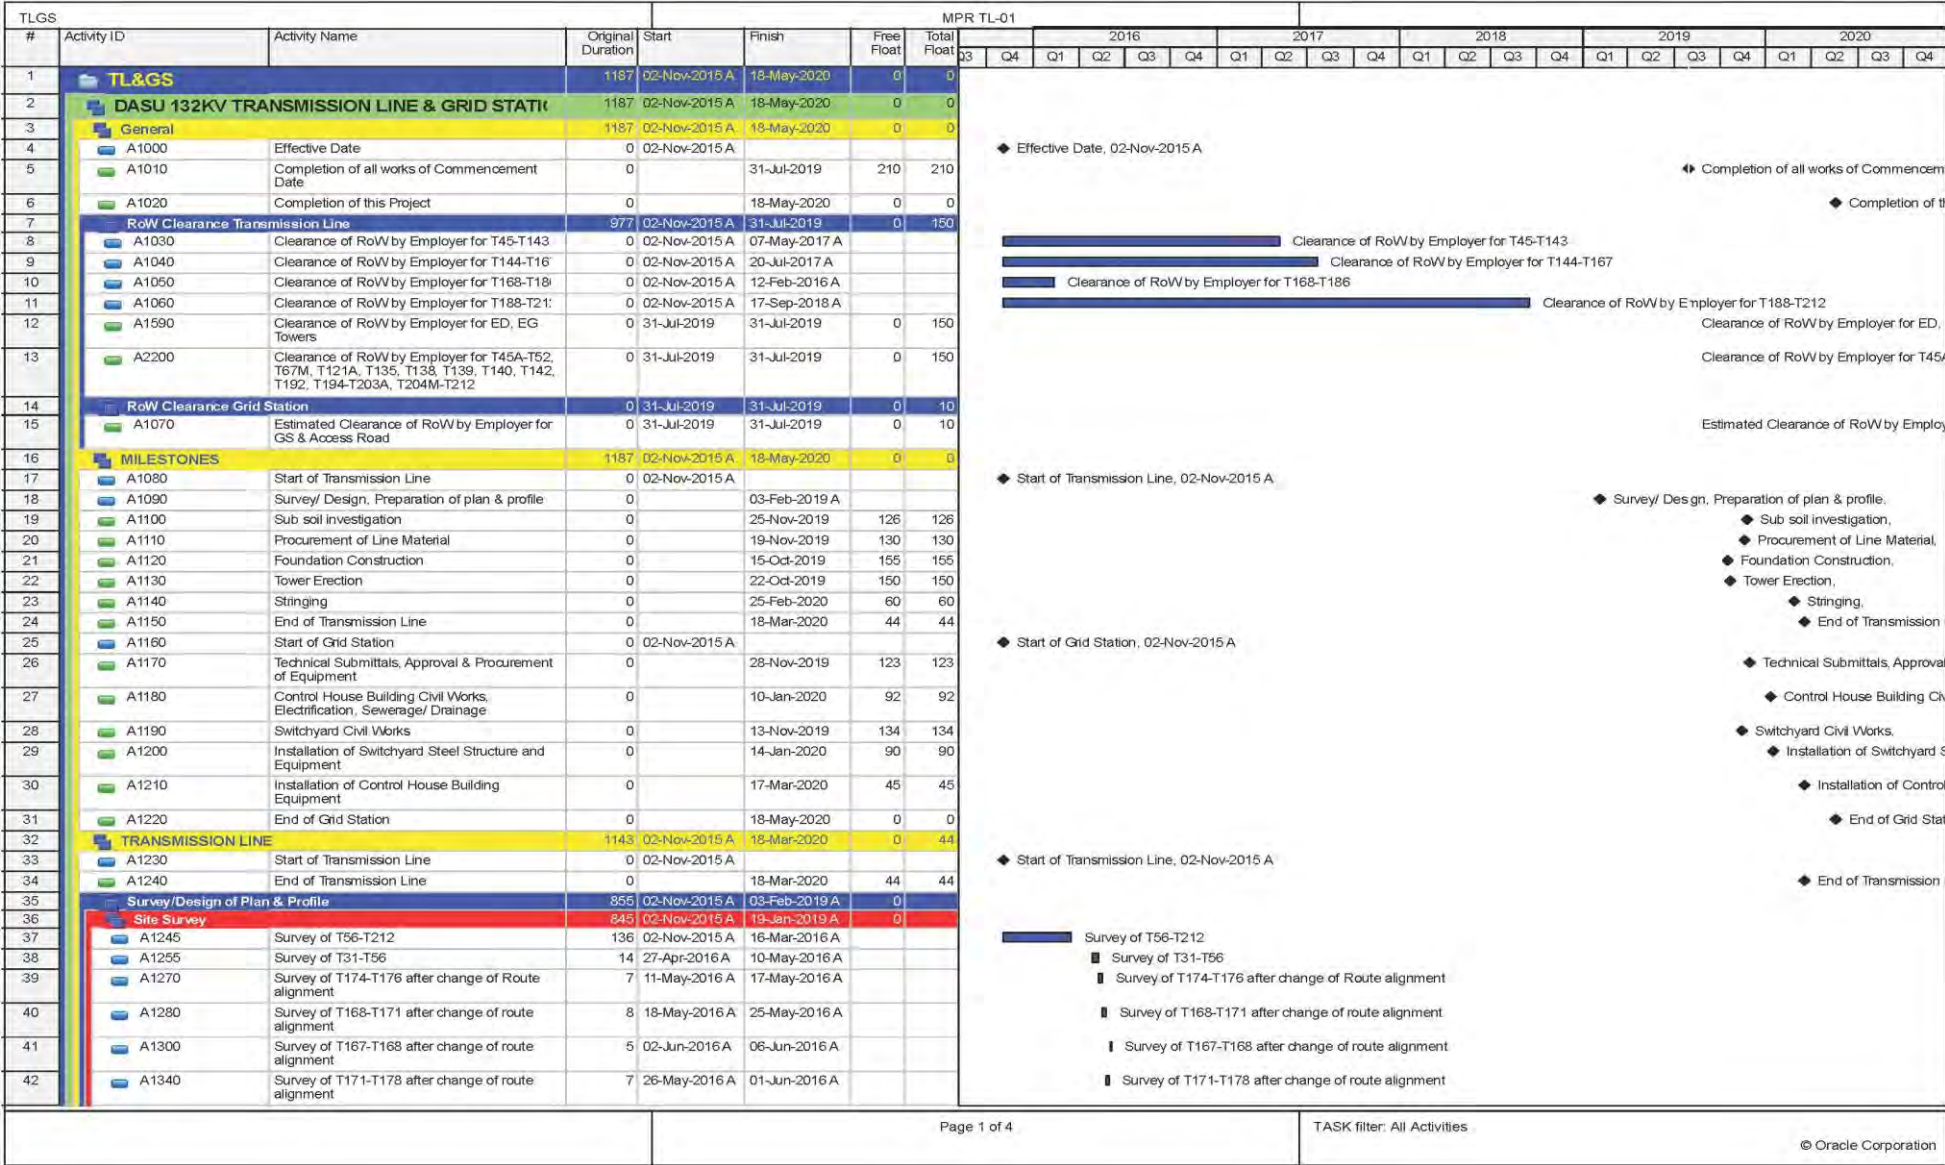 TLGS MPR TL-01
# Activity ID Activity Name Original Duration Start Finish Free Float Total Float 2016 2017 2018 2019 2020
Q3 Q4 Q1 Q2 Q3 Q4 Q1 Q2 Q3 Q4 Q1 Q2 Q3 Q4 Q1 Q2 Q3 Q4 Q1 Q2 Q3 Q4
1 TL&GS 1187 02-Nov-2015 A 18-May-2020 0 0
2 DASU 132KV TRANSMISSION LINE & GRID STATI 1187 02-Nov-2015 A 18-May-2020 0 0
3 General 1187 02-Nov-2015 A 18-May-2020 0 0
4 A1000 Effective Date 0 02-Nov-2015 A Effective Date, 02-Nov-2015 A
5 A1010 Completion of all works of Commencement 0 31-Jul-2019 210 210 Completion of all works of Commencem
Date
6 A1020 Completion of this Project 0 18-May-2020 0 0 Completion of t
7 RoW Clearance Transmission Line 977 02-Nov-2015 A 31-Jul-2019 0 150
8 A1030 Clearance of RoW by Employer for T45-T143 0 02-Nov-2015 A 07-May-2017 A Clearance of RoW by Employer for T45-T143
9 A1040 Clearance of RoW by Employer for T144-T16 0 02-Nov-2015 A 20-Jul-2017 A Clearance of RoW by Employer for T144-T167
10 A1050 Clearance of RoW by Employer for T168-T18 0 02-Nov-2015 A 12-Feb-2016 A Clearance of RoW by Employer for T168-T186
11 A1060 Clearance of RoW by Employer for T188-T21 0 02-Nov-2015 A 17-Sep-2018 A Clearance of RoW by Employer for T188-T212
12 A1590 Clearance of RoW by Employer for ED, EG 0 31-Jul-2019 31-Jul-2019 0 150 Clearance of RoW by Employer for ED,
Towers
13 A2200 Clearance of RoW by Employer for T45A-T52, 0 31-Jul-2019 31-Jul-2019 0 150 Clearance of RoW by Employer for T45A
T67M, T121A, T135, T138, T139, T140, T142,
T192, T194-T203A, T204M-T212
14 RoW Clearance Grid Station 0 31-Jul-2019 31-Jul-2019 0 10
15 A1070 Estimated Clearance of RoW by Employer for 0 31-Jul-2019 31-Jul-2019 0 10 Estimated Clearance of RoW by Employ
GS & Access Road
16 MILESTONES 1187 02-Nov-2015 A 18-May-2020 0 0
17 A1080 Start of Transmission Line 0 02-Nov-2015 A Start of Transmission Line, 02-Nov-2015 A
18 A1090 Survey/ Design, Preparation of plan & profile 0 03-Feb-2019 A Survey/ Design, Preparation of plan & profile,
19 A1100 Sub soil investigation 0 25-Nov-2019 126 126 Sub soil investigation,
20 A1110 Procurement of Line Material 0 19-Nov-2019 130 130 Procurement of Line Material,
21 A1120 Foundation Construction 0 15-Oct-2019 155 155 Foundation Construction,
22 A1130 Tower Erection 0 22-Oct-2019 150 150 Tower Erection,
23 A1140 Stringing 0 25-Feb-2020 60 60 Stringing,
24 A1150 End of Transmission Line 0 18-Mar-2020 44 44 End of Transmission
25 A1160 Start of Grid Station 0 02-Nov-2015 A Start of Grid Station, 02-Nov-2015 A
26 A1170 Technical Submittals, Approval & Procurement 0 28-Nov-2019 123 123 Technical Submittals, Approval
of Equipment
27 A1180 Control House Building Civil Works, 0 10-Jan-2020 92 92 Control House Building Civ
Electrification, Sewerage/ Drainage
28 A1190 Switchyard Civil Works 0 13-Nov-2019 134 134 Switchyard Civil Works,
29 A1200 Installation of Switchyard Steel Structure and 0 14-Jan-2020 90 90 Installation of Switchyard S
Equipment
30 A1210 Installation of Control House Building 0 17-Mar-2020 45 45 Installation of Control
Equipment
31 A1220 End of Grid Station 0 18-May-2020 0 0 End of Grid Stat
32 TRANSMISSION LINE 1143 02-Nov-2015 A 18-Mar-2020 0 44
33 A1230 Start of Transmission Line 0 02-Nov-2015 A Start of Transmission Line, 02-Nov-2015 A
34 A1240 End of Transmission Line 0 18-Mar-2020 44 44 End of Transmission
35 Survey/Design of Plan & Profile 855 02-Nov-2015 A 03-Feb-2019 A 0
36 Site Survey 845 02-Nov-2015 A 19-Jan-2019 A 0
37 A1245 Survey of T56-T212 136 02-Nov-2015 A 16-Mar-2016 A Survey of T56-T212
38 A1255 Survey of T31-T56 14 27-Apr-2016 A 10-May-2016 A Survey of T31-T56
39 A1270 Survey of T174-T176 after change of Route 7 11-May-2016 A 17-May-2016 A Survey of T174-T176 after change of Route alignment
alignment
40 A1280 Survey of T168-T171 after change of route 8 18-May-2016 A 25-May-2016 A Survey of T168-T171 after change of route alignment
alignment
41 A1300 Survey of T167-T168 after change of route 5 02-Jun-2016 A 06-Jun-2016 A Survey of T167-T168 after change of route alignment
alignment
42 A1340 Survey of T171-T178 after change of route 7 26-May-2016 A 01-Jun-2016 A Survey of T171-T178 after change of route alignment
alignment
Page 1 of 4 TASK filter: All Activities
© Oracle Corporation